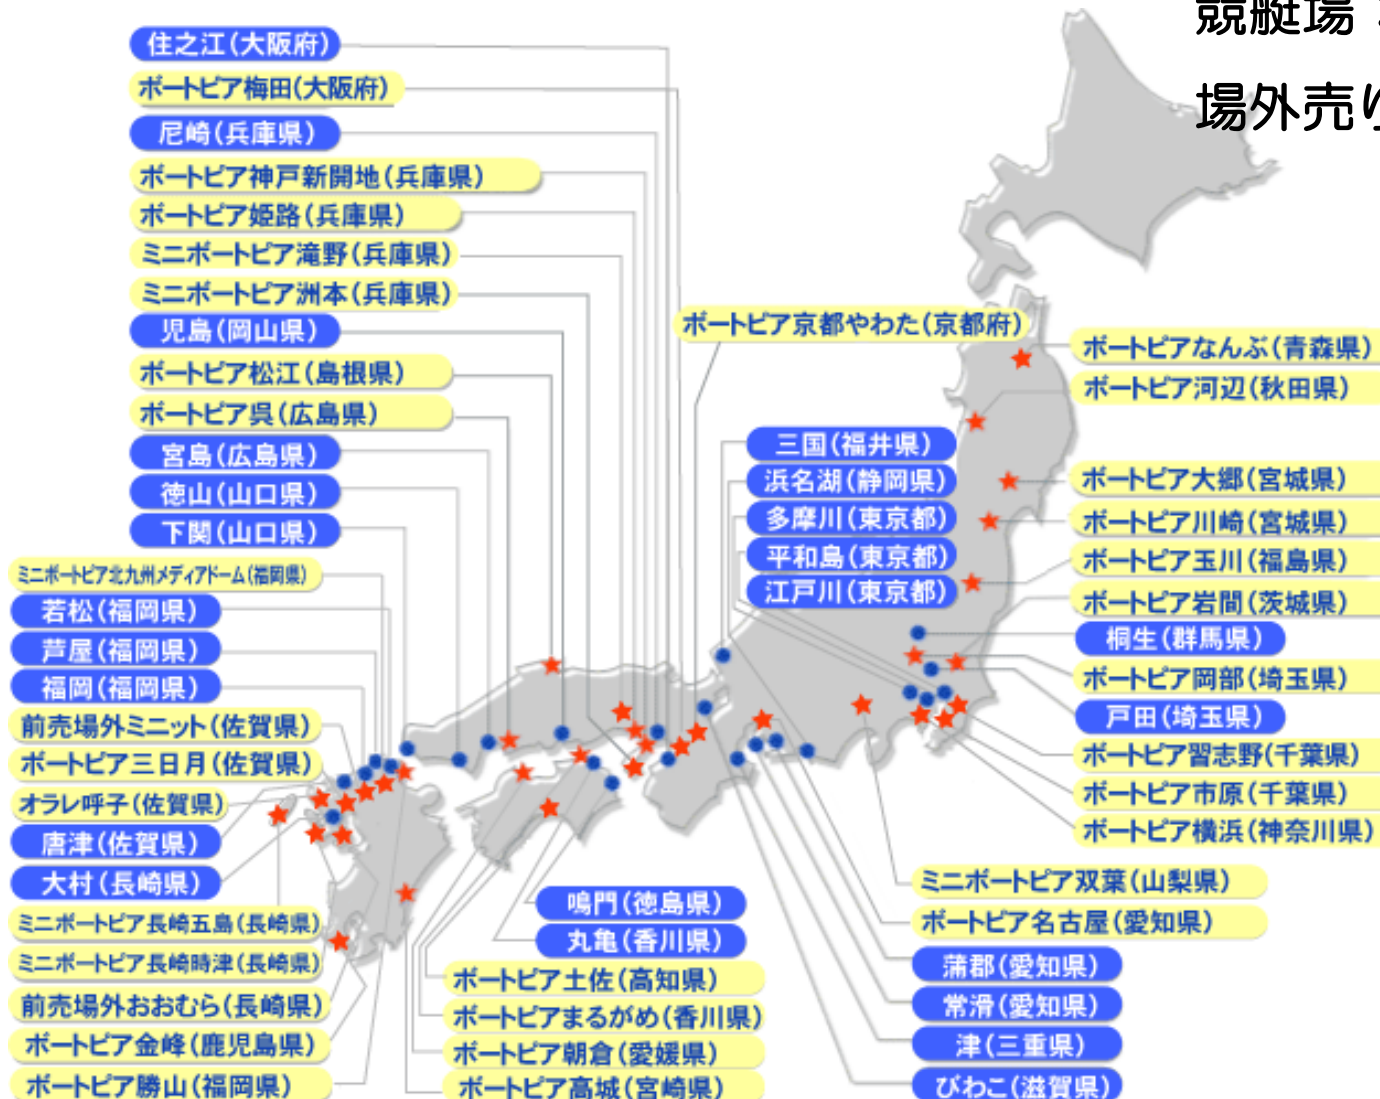 競艇場
場外売り
住之江(大阪府)
ボートピア梅田(大阪府)
尼崎(兵庫県)
ボートピア神戸新開地(兵庫県)
ボートピア姫路(兵庫県)
ミニボートピア滝野(兵庫県)
ミニボートピア洲本(兵庫県)
児島(岡山県)
ボートピア松江(島根県)
ボートピア呉(広島県)
宮島(広島県)
徳山(山口県)
下関(山口県)
ミニボートピア北九州メディアドーム(福岡県)
若松(福岡県)
芦屋(福岡県)
福岡(福岡県)
前売場外ミニット(佐賀県)
ボートピア三日月(佐賀県)
オラレ呼子(佐賀県)
唐津(佐賀県)
大村(長崎県)
ミニボートピア長崎五島(長崎県)
ミニボートピア長崎時津(長崎県)
前売場外おおむら(長崎県)
ボートピア金峰(鹿児島県)
ボートピア勝山(福岡県)
ボートピア京都やわた(京都府)
三国(福井県)
浜名湖(静岡県)
多摩川(東京都)
平和島(東京都)
江戸川(東京都)
鳴門(徳島県)
丸亀(香川県)
ボートピア土佐(高知県)
ボートピアまるがめ(香川県)
ボートピア朝倉(愛媛県)
ボートピア高城(宮崎県)
ボートピアなんぶ(青森県)
ボートピア河辺(秋田県)
ボートピア大郷(宮城県)
ボートピア川崎(宮城県)
ボートピア玉川(福島県)
ボートピア岩間(茨城県)
桐生(群馬県)
ボートピア岡部(埼玉県)
戸田(埼玉県)
ボートピア習志野(千葉県)
ボートピア市原(千葉県)
ボートピア横浜(神奈川県)
ミニボートピア双葉(山梨県)
ボートピア名古屋(愛知県)
蒲郡(愛知県)
常滑(愛知県)
津(三重県)
びわこ(滋賀県)